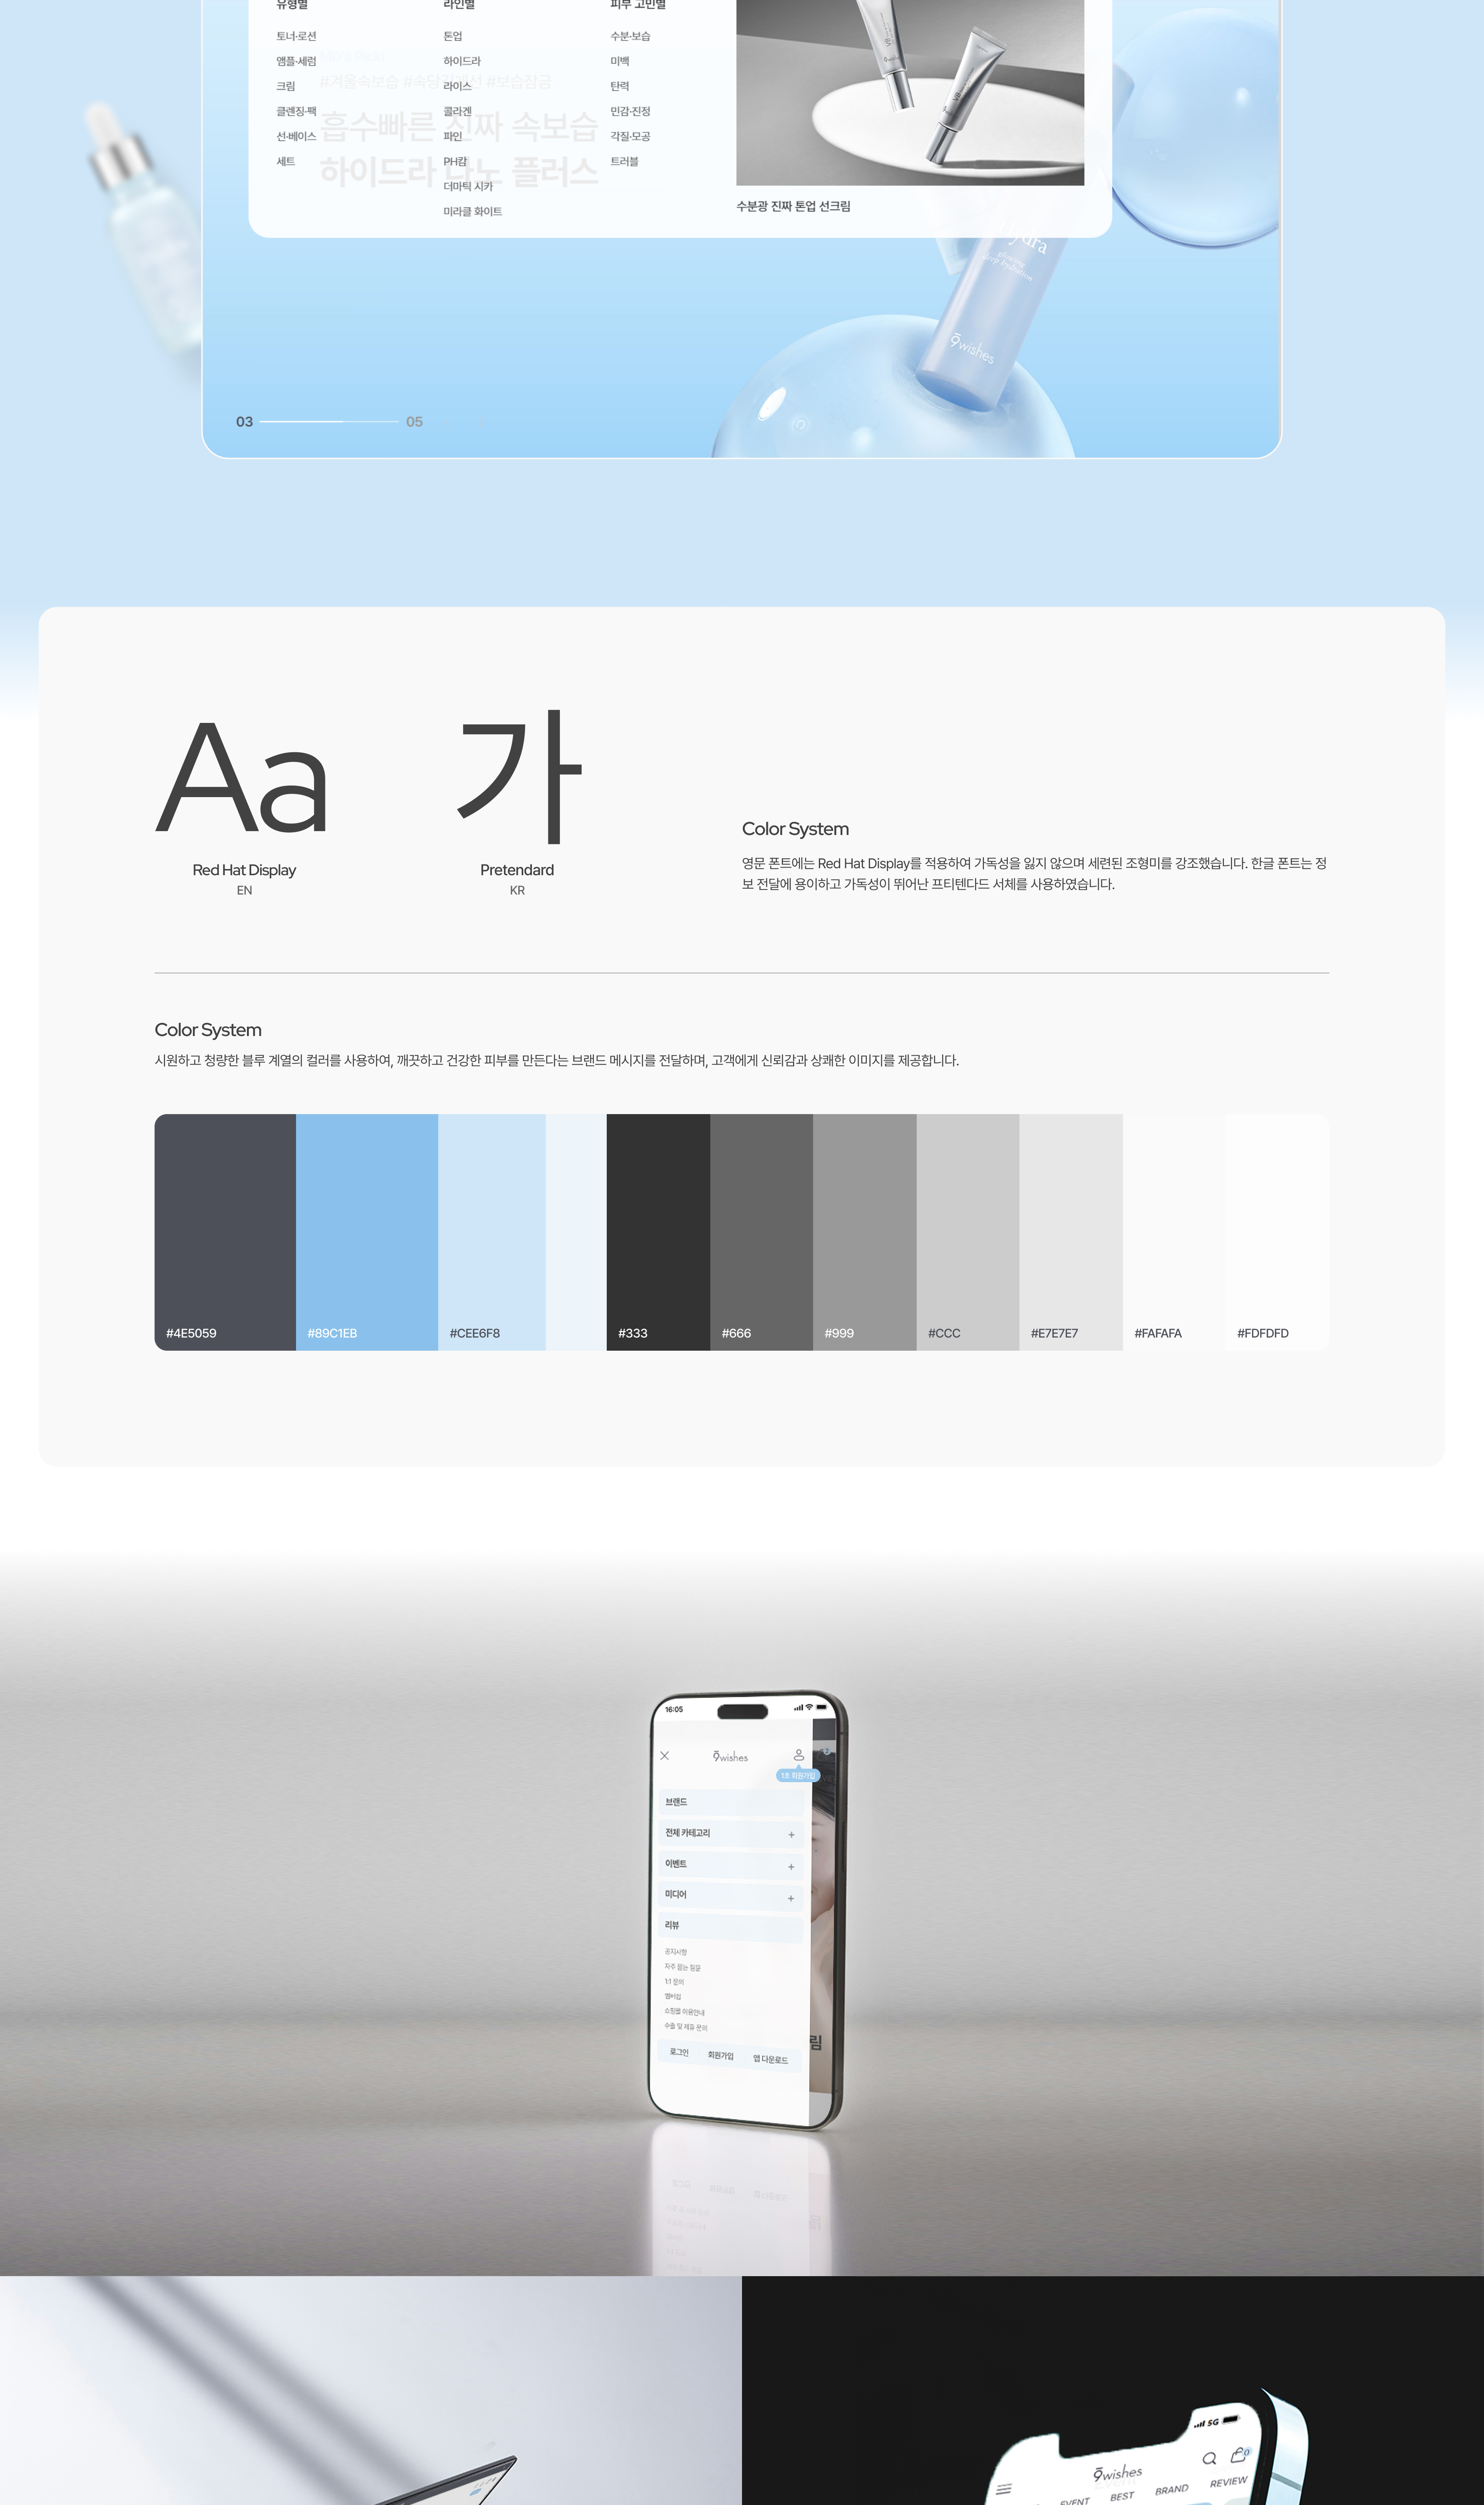 유형별
라인별
피부 고민별
토너·로션
앰플·세럼
크림
클렌징·팩
선·베이스
세트
톤업
하이드라
라이스
콜라겐
파인
PH캄
더마틱 시카
미라클 화이트
수분·보습
미백
탄력
민감·진정
각질·모공
트러블
#겨울속보습 #속당김개선 #보습잠금
흡수빠른 진짜 속보습
하이드라 나노 플러스
수분광 진짜 톤업 선크림
9wishes
03
05
Aa
가
Red Hat Display
EN
Pretendard
KR
Color System
영문 폰트에는 Red Hat Display를 적용하여 가독성을 잃지 않으며 세련된 조형미를 강조했습니다. 한글 폰트는 정
보 전달에 용이하고 가독성이 뛰어난 프티텐다드 서체를 사용하였습니다.
Color System
시원하고 청량한 블루 계열의 컬러를 사용하여, 깨끗하고 건강한 피부를 만든다는 브랜드 메시지를 전달하며, 고객에게 신뢰감과 상쾌한 이미지를 제공합니다.
#4E5059
#89C1EB
#CEE6F8
#333
#666
#999
#CCC
#E7E7E7
#FAFAFA
#FDFDFD
16:05
9wishes
회원가입
브랜드
전체 카테고리
이벤트
미디어
리뷰
공지사항
자주 묻는 질문
1:1 문의
멤버쉽
쇼핑몰 이용안내
수출 및 제휴 문의
로그인
회원가입
앱 다운로드
림
5G
9wishes
0
EVENT
BEST
BRAND
REVIEW